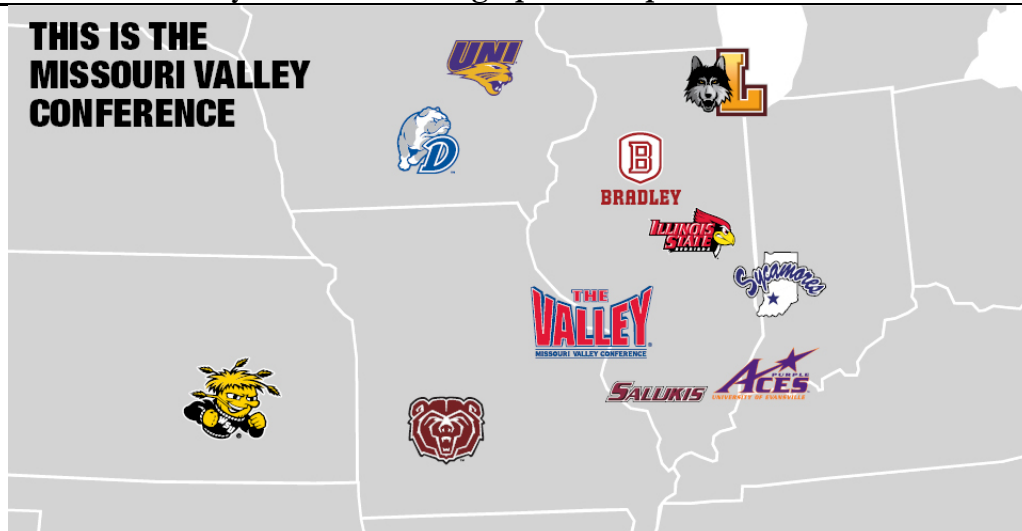 THIS IS THE
MISSOURI VALLEY
CONFERENCE
UNI
L
D
B
BRADLEY
ILLINOIS
STATE
Sycamores
THE
VALLEY
MISSOURI VALLEY CONFERENCE
PURPLE
ACES
UNIVERSITY OF EVANSVILLE
SALUKIS